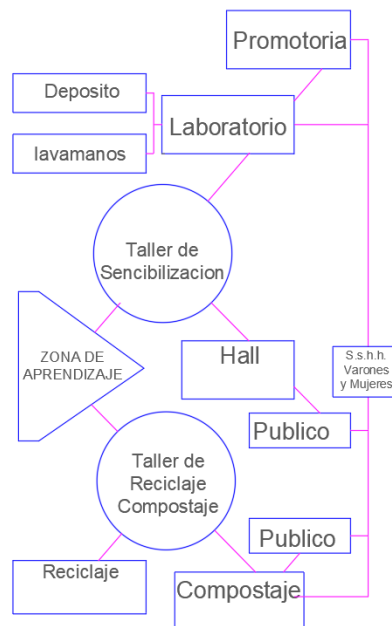 Promotoria
Deposito
Laboratorio
lavamanos
Taller de
Sencibilizacion
ZONA DE
APRENDIZAJE
Hall
S.s.h.h.
Varones
y Mujeres
Publico
Taller de
Reciclaje
Compostaje
Publico
Reciclaje
Compostaje